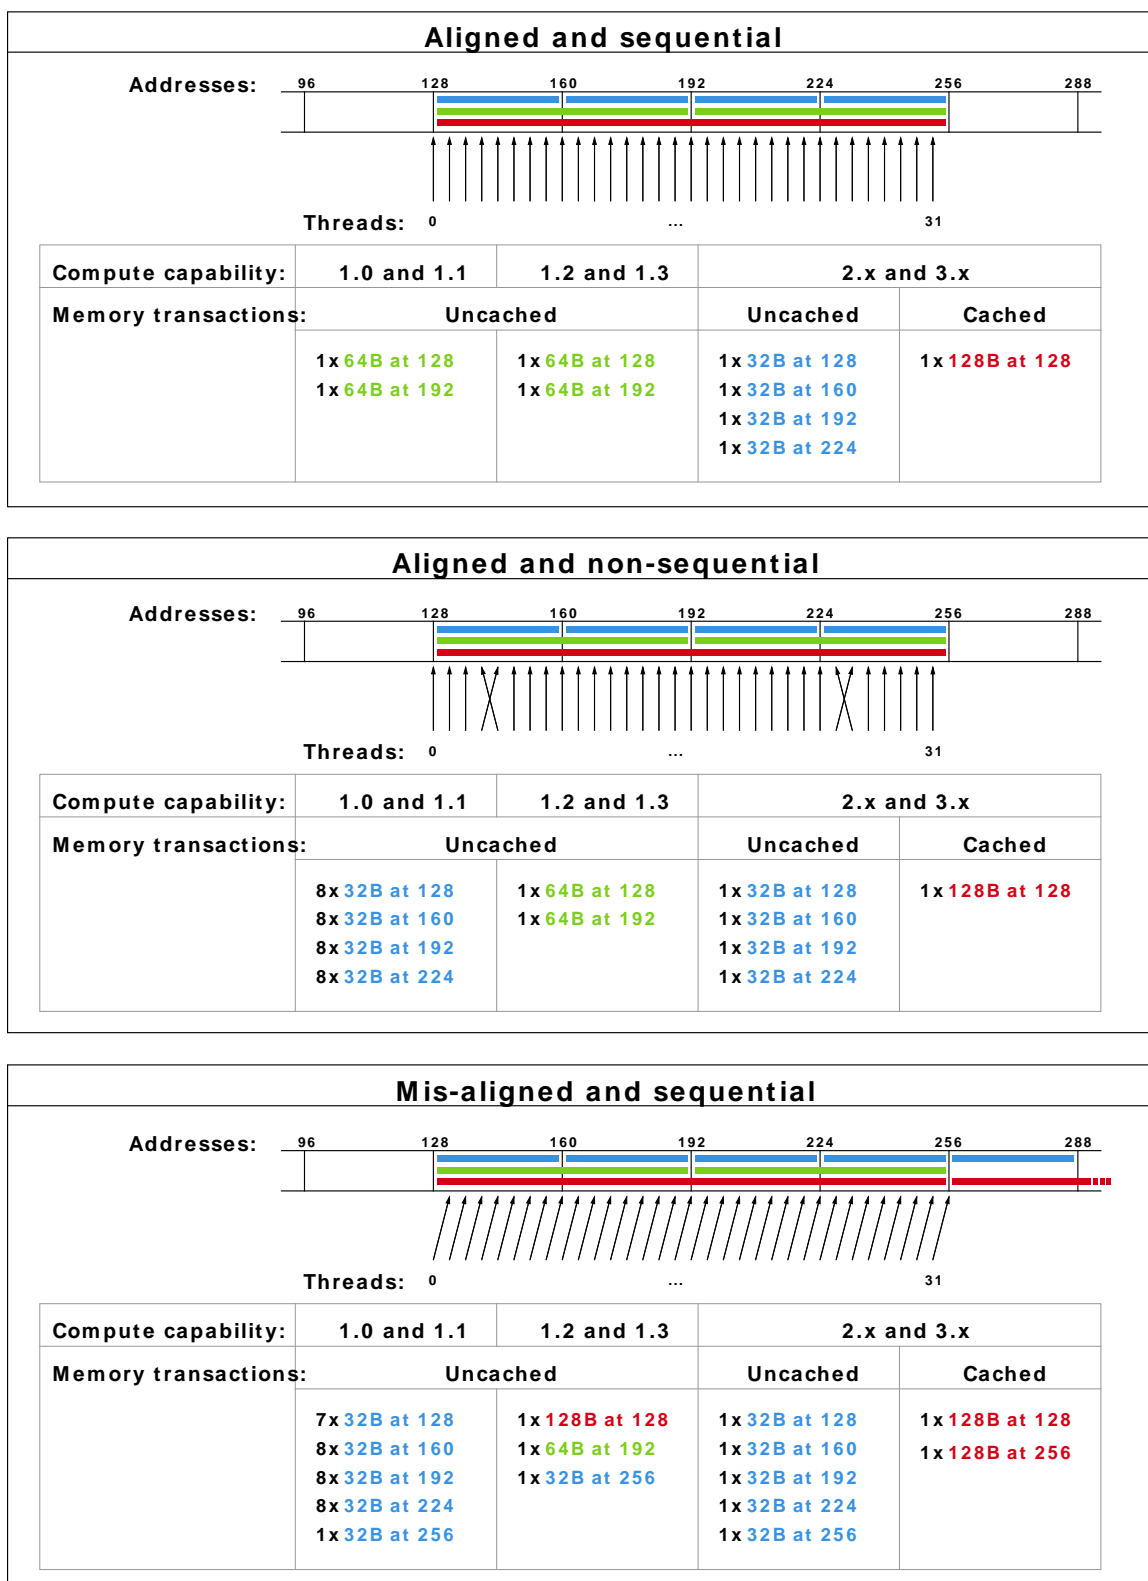 Aligned and sequential
Addresses: 96 128 160 192 224 256 288
Threads: 0 ... 31
Compute capability: 1.0 and 1.1 1.2 and 1.3 2.x and 3.x
Memory transactions: Uncached Uncached Cached
1x 64B at 128 1x 64B at 128 1x 32B at 128 1x 128B at 128
1x 64B at 192 1x 64B at 192 1x 32B at 160
1x 32B at 192
1x 32B at 224
Aligned and non-sequential
Addresses: 96 128 160 192 224 256 288
Threads: 0 ... 31
Compute capability: 1.0 and 1.1 1.2 and 1.3 2.x and 3.x
Memory transactions: Uncached Uncached Cached
8x 32B at 128 1x 64B at 128 1x 32B at 128 1x 128B at 128
8x 32B at 160 1x 64B at 192 1x 32B at 160
8x 32B at 192 1x 32B at 192
8x 32B at 224 1x 32B at 224
Mis-aligned and sequential
Addresses: 96 128 160 192 224 256 288
Threads: 0 ... 31
Compute capability: 1.0 and 1.1 1.2 and 1.3 2.x and 3.x
Memory transactions: Uncached Uncached Cached
7x 32B at 128 1x 128B at 128 1x 32B at 128 1x 128B at 128
8x 32B at 160 1x 64B at 192 1x 32B at 160 1x 128B at 256
8x 32B at 192 1x 32B at 256 1x 32B at 192
8x 32B at 224 1x 32B at 224
1x 32B at 256 1x 32B at 256